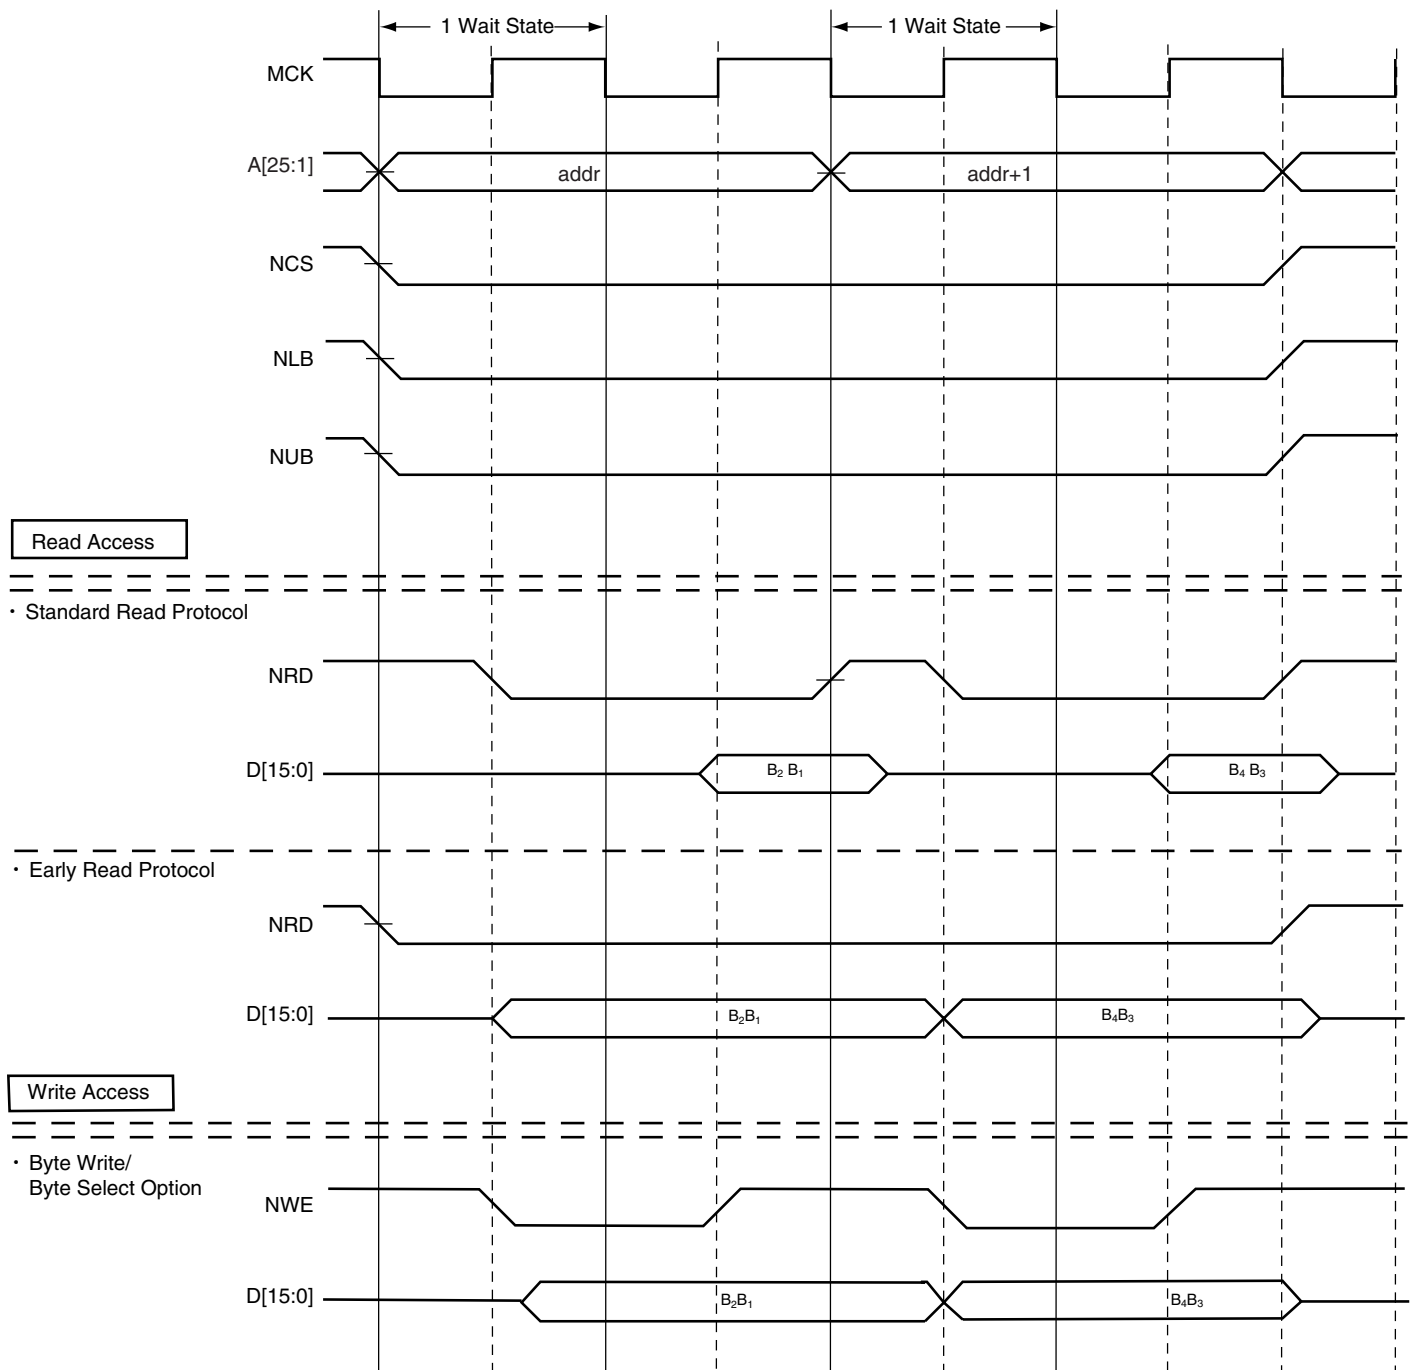 1 Wait State 1 Wait State
MCK
A[25:1] addr addr+1
NCS
NLB
NUB
Read Access
· Standard Read Protocol
NRD
D[15:0] B₂ B₁ B₄ B₃
· Early Read Protocol
NRD
D[15:0] B₂B₁ B₄B₃
Write Access
· Byte Write/
Byte Select Option
NWE
D[15:0] B₂B₁ B₄B₃